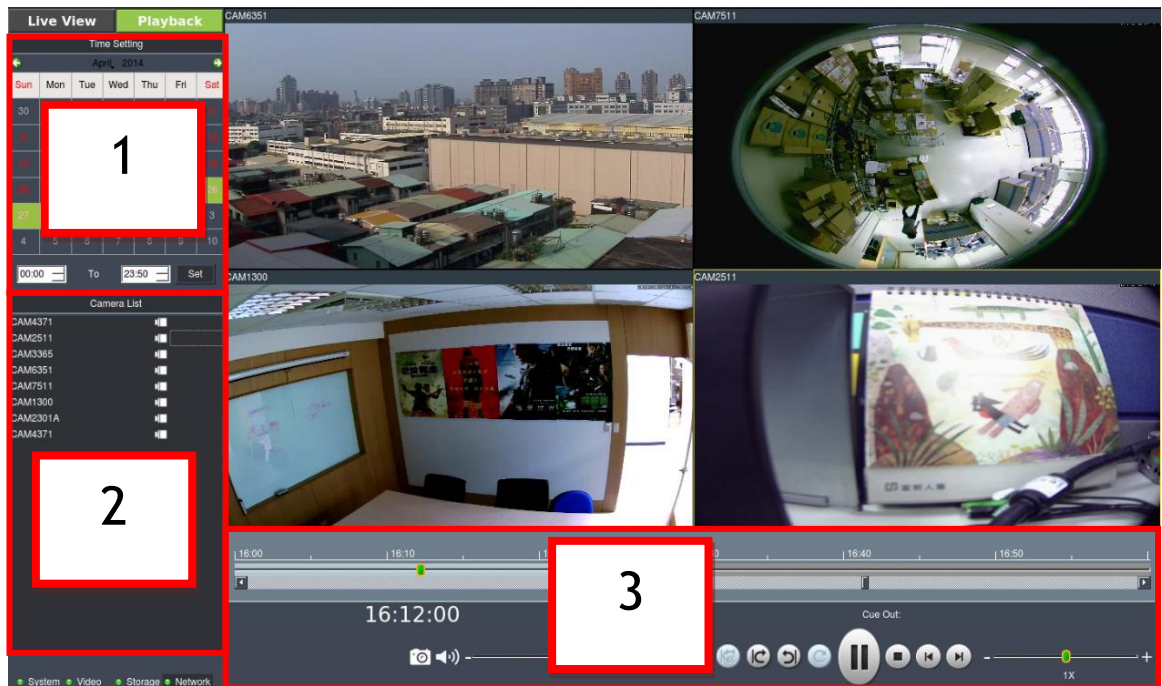 Live View Playback
Time Setting
April, 2014
Sun Mon Tue Wed Thu Fri Sat
30
1
26
27 3
4 5 6 7 8 9 10
00:00 To 23:50 Set
Camera List
CAM4371
CAM2511
CAM3365
CAM6351
CAM7511
CAM1300
CAM2301A
CAM4371
2
System Video Storage Network
CAM6351
CAM7511
CAM1300
CAM2511
16:00 16:10 16:40 16:50
3
16:12:00
Cue Out:
- - +
1X